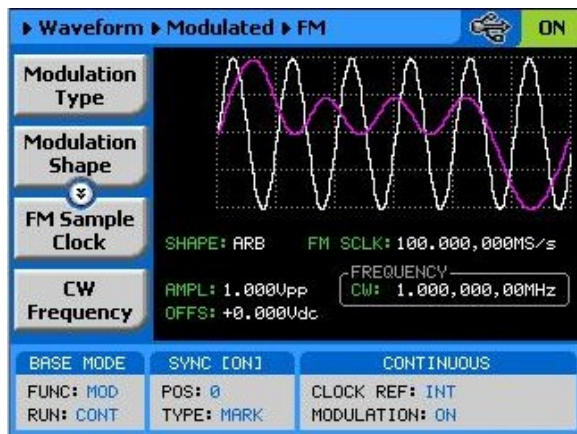 Waveform Modulated FM ON
Modulation
Type
Modulation
Shape
FM Sample
Clock
CW
Frequency
SHAPE: ARB FM SCLK: 100.000,000MS/s
FREQUENCY
AMPL: 1.000Vpp CW: 1.000,000,00MHz
OFFS: +0.000Vdc
BASE MODE SYNC [ON] CONTINUOUS
FUNC: MOD POS: 0 CLOCK REF: INT
RUN: CONT TYPE: MARK MODULATION: ON